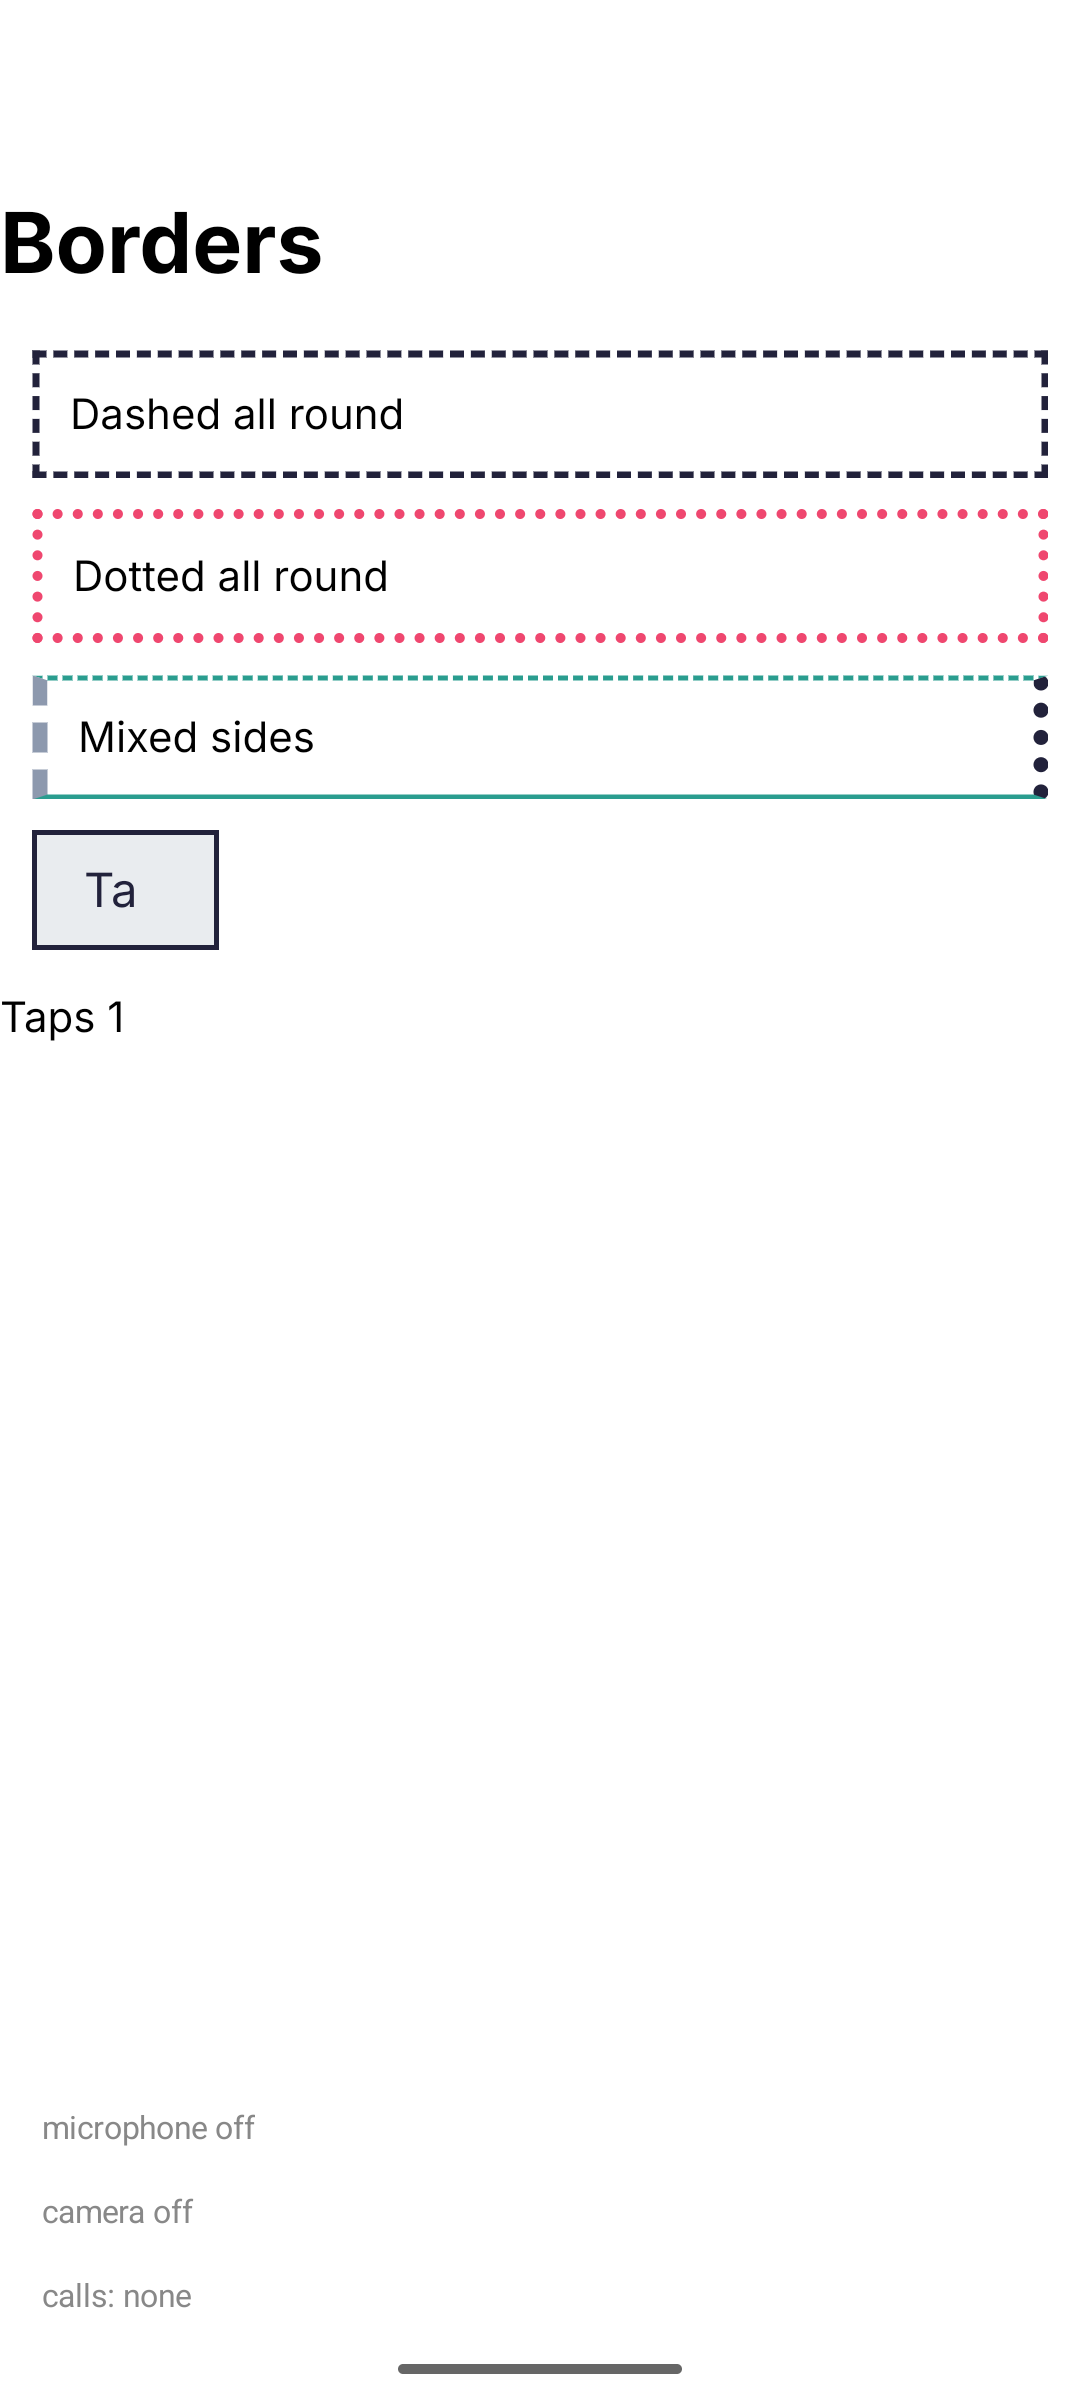 Borders
Dashed all round
Dotted all round
Mixed sides
Ta
Taps 1
microphone off
camera off
calls: none